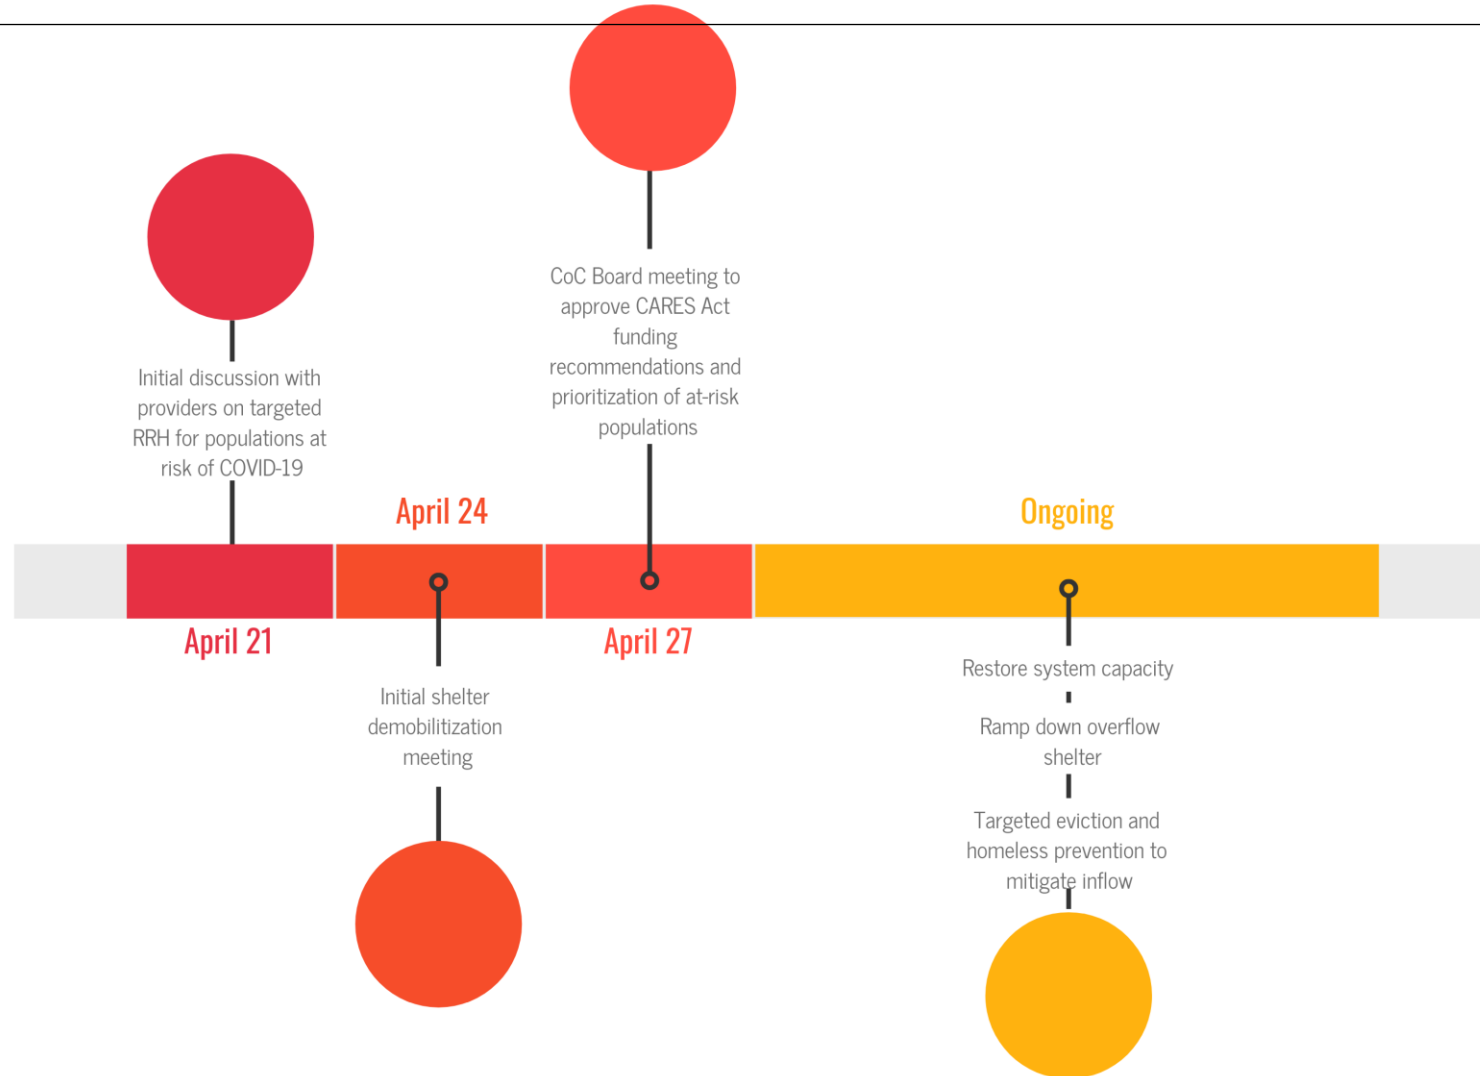 CoC Board meeting to
approve CARES Act
funding
recommendations and
prioritization of at-risk
populations
Initial discussion with
providers on targeted
RRH for populations at
risk of COVID-19
April 24
Ongoing
April 21
April 27
Initial shelter
demobilitization
meeting
Restore system capacity
Ramp down overflow
shelter
Targeted eviction and
homeless prevention to
mitigate inflow